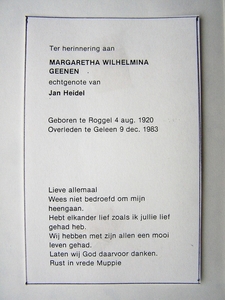 Ter herinnering aan
MARGARETHA WILHELMINA
GEENEN
echtgenote van
Jan Heidel
Geboren te Roggel 4 aug. 1920
Overleden te Geleen 9 dec. 1983
Lieve allemaal
Wees niet bedroefd om mijn
heengaan.
Hebt elkander lief zoals ik jullie lief
gehad heb.
Wij hebben met zijn allen een mooi
leven gehad.
Laten wij God daarvoor danken.
Rust in vrede Muppie